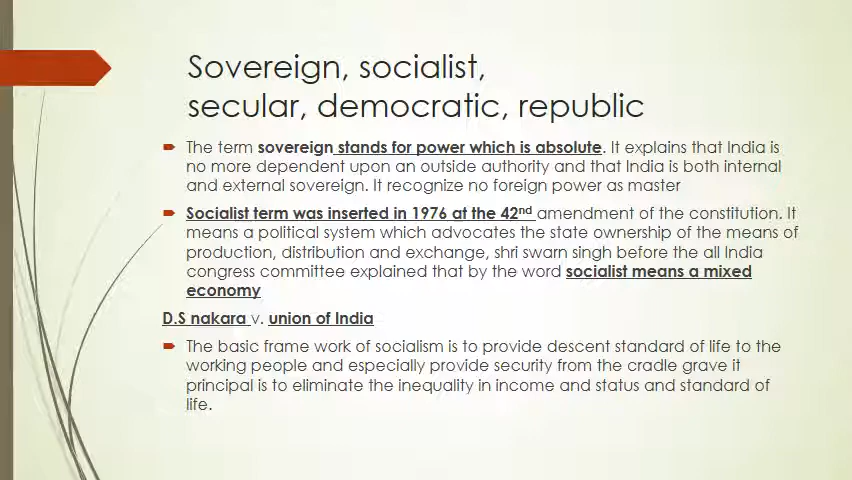 Sovereign, socialist,
secular, democratic, republic
The term sovereign stands for power which is absolute. It explains that India is
no more dependent upon an outside authority and that India is both internal
and external sovereign. It recognize no foreign power as master
Socialist term was inserted in 1976 at the 42nd amendment of the constitution. It
means a political system which advocates the state ownership of the means of
production, distribution and exchange, shri swarn singh before the all India
congress committee explained that by the word socialist means a mixed
economy
D.S nakara v. union of India
The basic frame work of socialism is to provide descent standard of life to the
working people and especially provide security from the cradle grave it
principal is to eliminate the inequality in income and status and standard of
life.